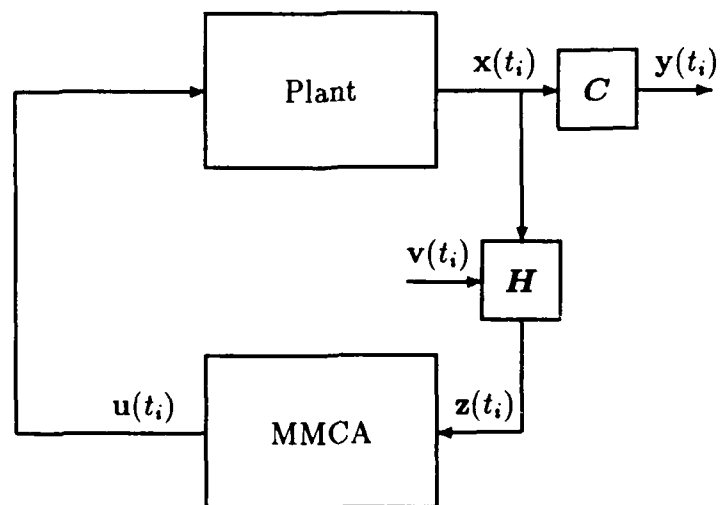 x(t_i)
y(t_i)
Plant
C
v(t_i)
H
u(t_i)
z(t_i)
MMCA